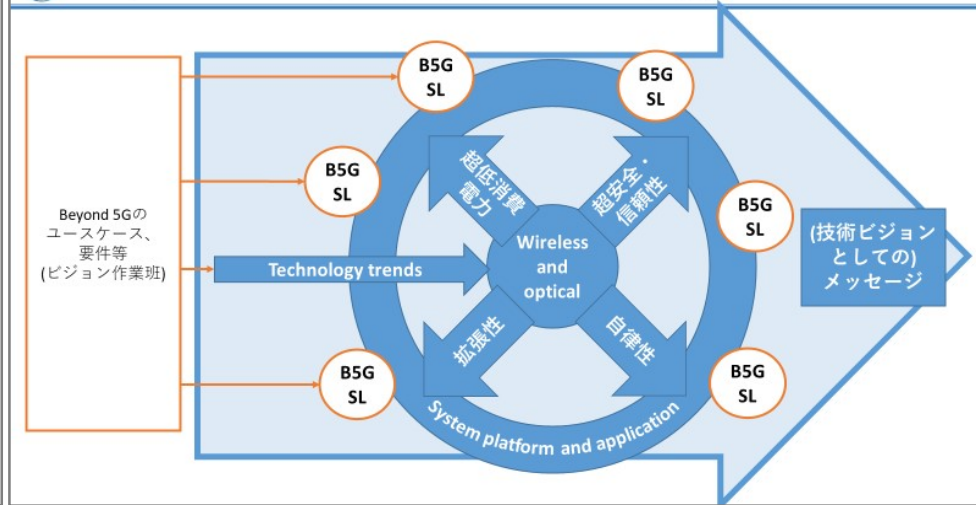 B5G
SL
B5G
SL
B5G
SL
B5G
SL
B5G
SL
B5G
SL
Beyond 5Gの
ユースケース、
要件等
(ビジョン作業班)
Technology trends
超低消費
電力
超安全・
信頼性
Wireless
and
optical
拡張性
自律性
System platform and application
(技術ビジョン
としての)
メッセージ